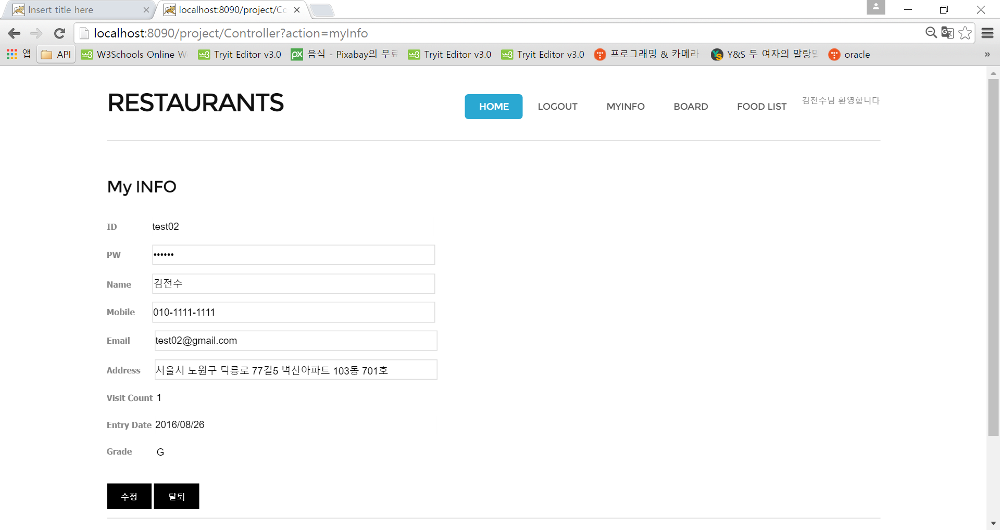 Insert title here
localhost:8090/project/Co
localhost:8090/project/Controller?action=myInfo
앱 API W3Schools Online W Tryit Editor v3.0 음식 - Pixabay의 무료 Tryit Editor v3.0 Tryit Editor v3.0 프로그래밍 & 카메라 Y&S 두 여자의 말랑말 oracle »
RESTAURANTS
HOME LOGOUT MYINFO BOARD FOOD LIST 김전수님 환영합니다
My INFO
ID test02
PW ••••••
Name 김전수
Mobile 010-1111-1111
Email test02@gmail.com
Address 서울시 노원구 덕릉로 77길5 벽산아파트 103동 701호
Visit Count 1
Entry Date 2016/08/26
Grade G
수정 탈퇴